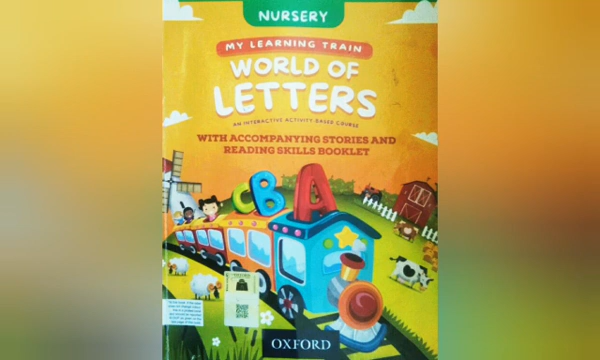 NURSERY
MY LEARNING TRAIN
WORLD OF
LETTERS
AN INTERACTIVE ACTIVITY-BASED COURSE
WITH ACCOMPANYING STORIES AND
READING SKILLS BOOKLET
C B A
OXFORD